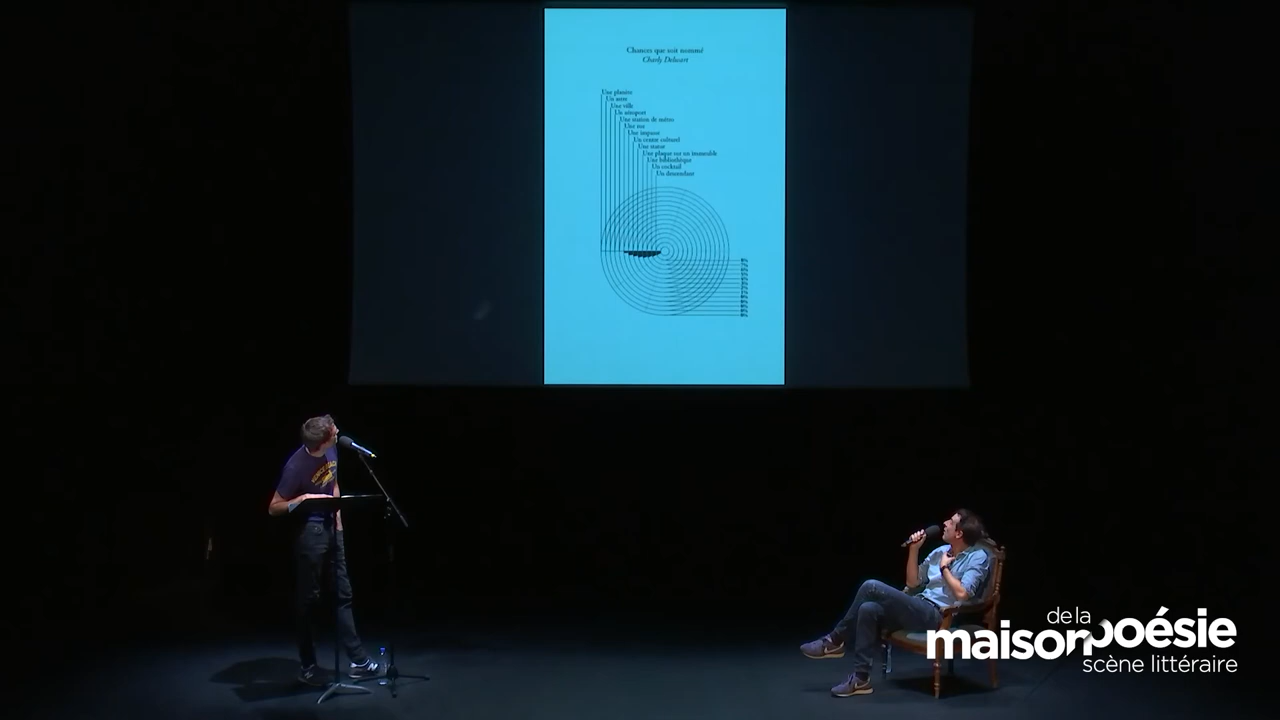 Chances que soit nommé
Charly Delwart
Une planète
Un astre
Une ville
Un aéroport
Une station de métro
Une rue
Une impasse
Un centre culturel
Une statue
Une plaque sur un immeuble
Une bibliothèque
Un cocktail
Un descendant
de la
maison poésie
scène littéraire